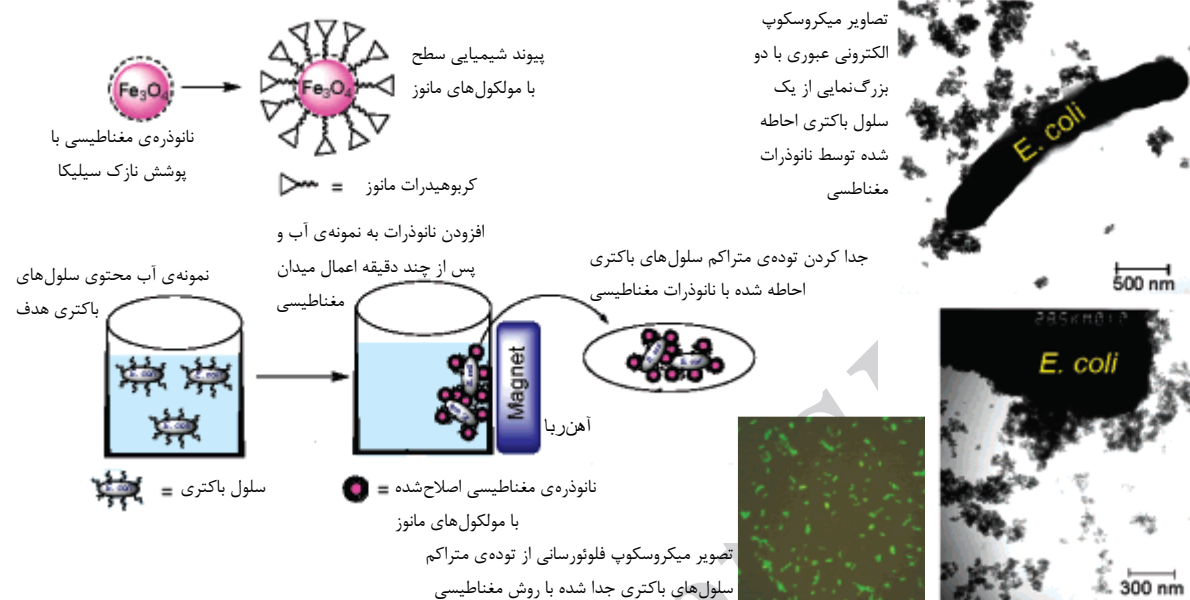 Fe3O4
Fe3O4
نانوذره‌ی مغناطیسی با
پوشش نازک سیلیکا
پیوند شیمیایی سطح
با مولکول‌های مانوز
= کربوهیدرات مانوز
تصاویر میکروسکوپ
الکترونی عبوری با دو
بزرگ‌نمایی از یک
سلول باکتری احاطه
شده توسط نانوذرات
مغناطسی
E. coli
500 nm
نمونه‌ی آب محتوی سلول‌های
باکتری هدف
افزودن نانوذرات به نمونه‌ی آب و
پس از چند دقیقه اعمال میدان
مغناطیسی
جدا کردن توده‌ی متراکم سلول‌های باکتری
احاطه شده با نانوذرات مغناطیسی
Magnet
آهن‌ربا
= سلول باکتری
= نانوذره‌ی مغناطیسی اصلاح‌شده
با مولکول‌های مانوز
تصویر میکروسکوپ فلوئورسانی از توده‌ی متراکم
سلول‌های باکتری جدا شده با روش مغناطیسی
E. coli
300 nm